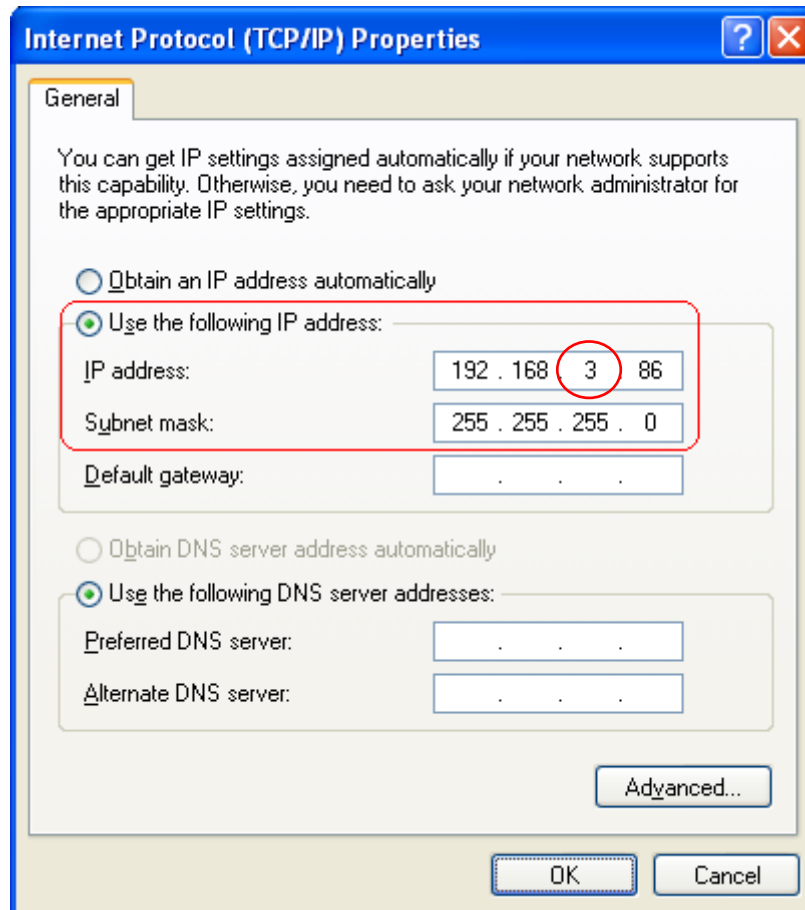 Internet Protocol (TCP/IP) Properties
General
You can get IP settings assigned automatically if your network supports
this capability. Otherwise, you need to ask your network administrator for
the appropriate IP settings.
Obtain an IP address automatically
Use the following IP address:
IP address: 192 . 168 . 3 . 86
Subnet mask: 255 . 255 . 255 . 0
Default gateway: . . .
Obtain DNS server address automatically
Use the following DNS server addresses:
Preferred DNS server: . . .
Alternate DNS server: . . .
Advanced...
OK Cancel